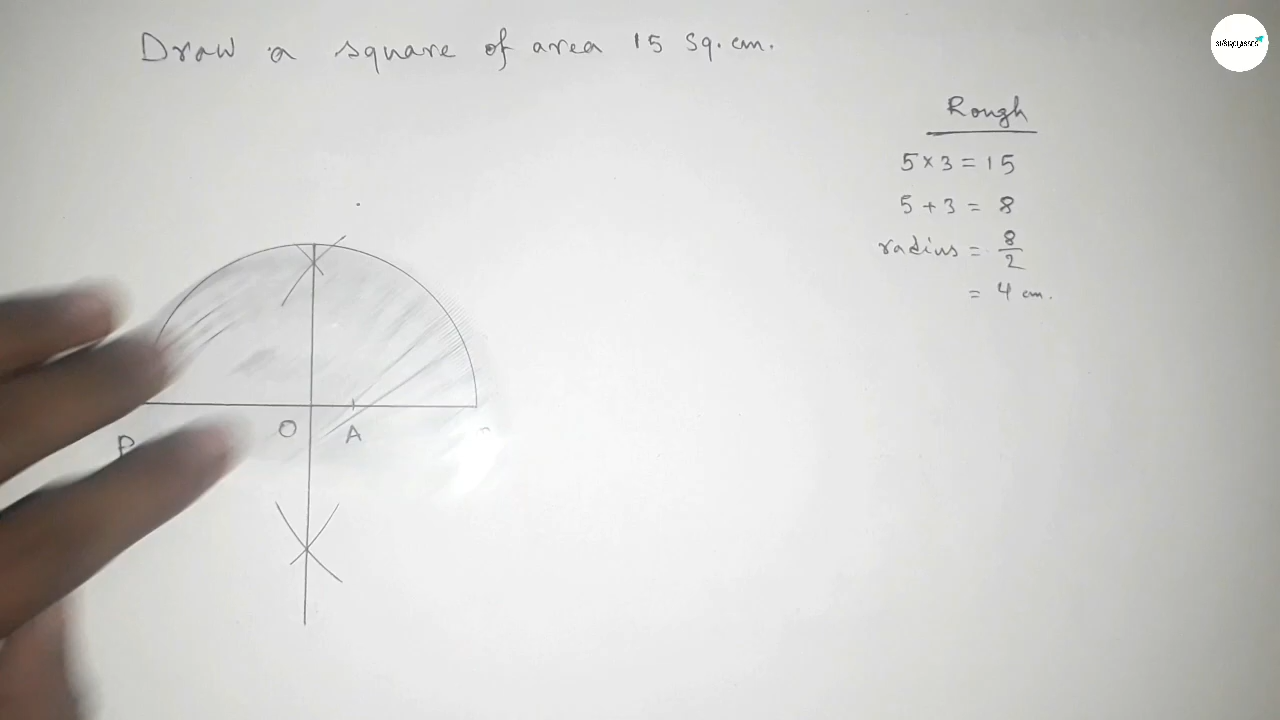 Draw a square of area 15 sq. cm.
Rough
5 × 3 = 15
5 + 3 = 8
radius = 8/2
= 4 cm.
P O A